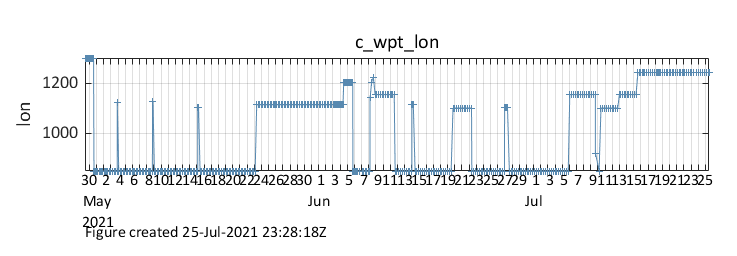 c_wpt_lon
lon
1200
1000
30 2 4 6 8 10 12 14 16 18 20 22 24 26 28 30 1 3 5 7 9 11 13 15 17 19 21 23 25 27 29 1 3 5 7 9 11 13 15 17 19 21 23 25
May Jun Jul
2021
Figure created 25-Jul-2021 23:28:18Z